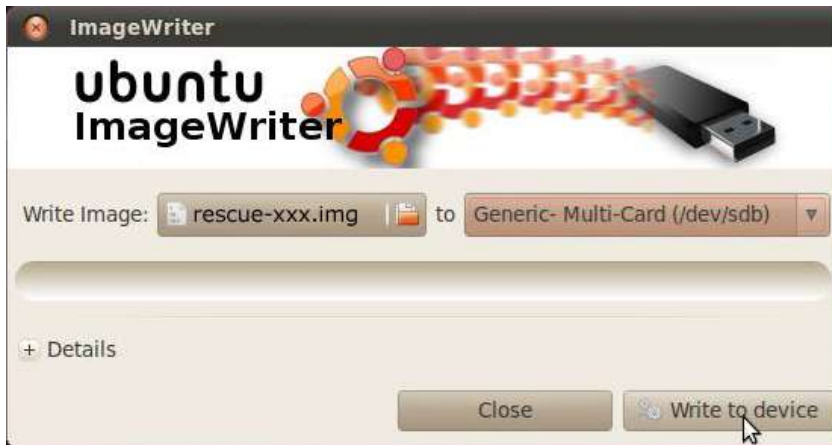 ImageWriter
ubuntu
ImageWriter
Write Image: rescue-xxx.img to Generic- Multi-Card (/dev/sdb)
+ Details
Close Write to device